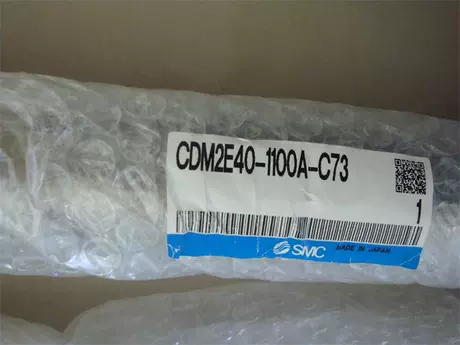 CDM2E40-1100A-C73
1
SMC MADE IN JAPAN